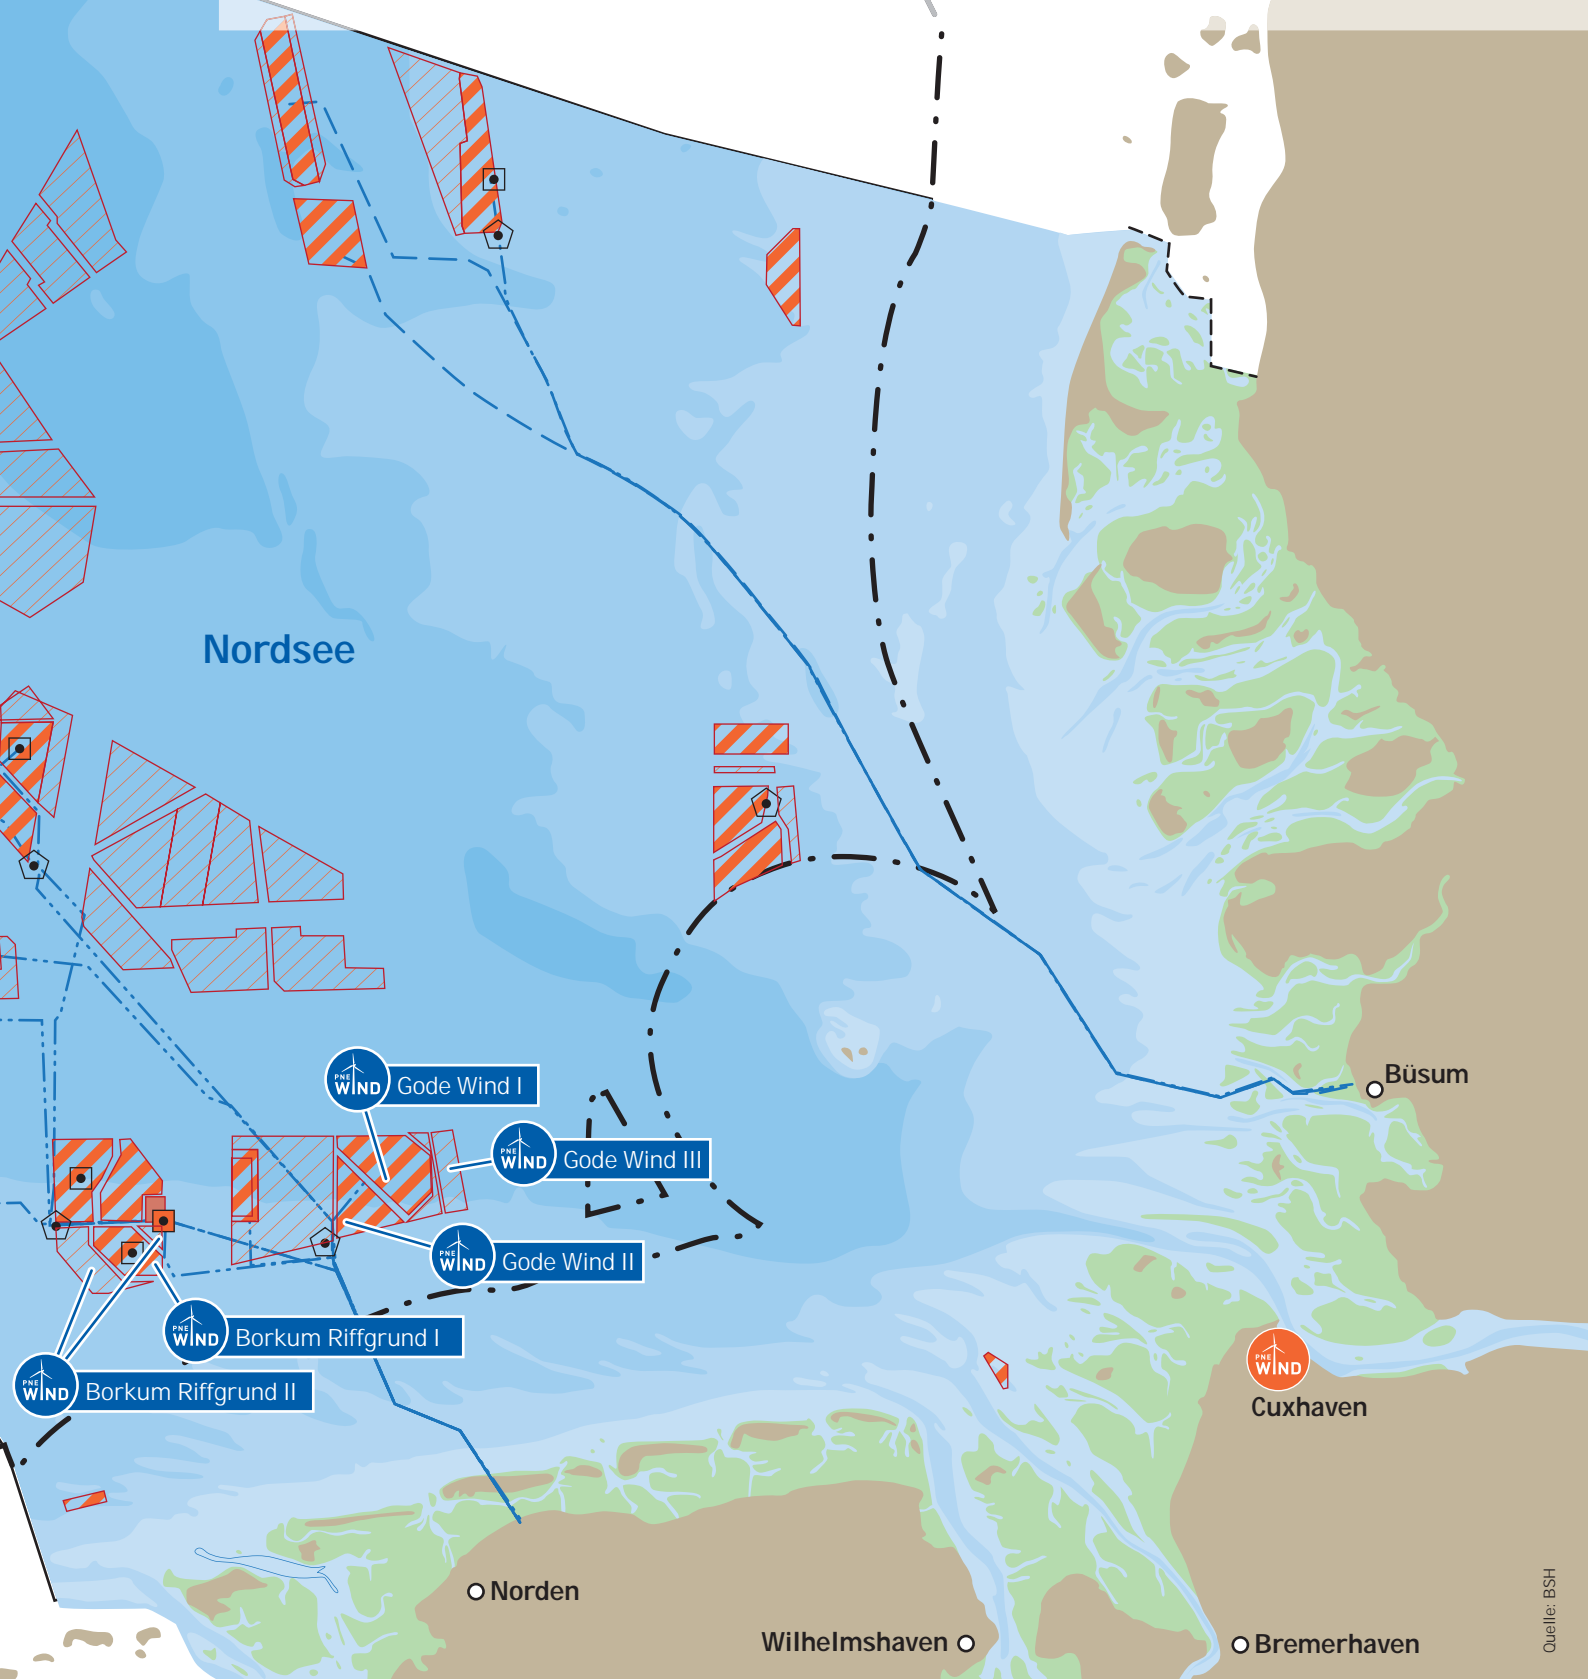 Nordsee
PNE
WIND
Gode Wind I
PNE
WIND
Gode Wind III
PNE
WIND
Gode Wind II
PNE
WIND
Borkum Riffgrund I
PNE
WIND
Borkum Riffgrund II
Büsum
PNE
WIND
Cuxhaven
Norden
Wilhelmshaven
Bremerhaven
Quelle: BSH